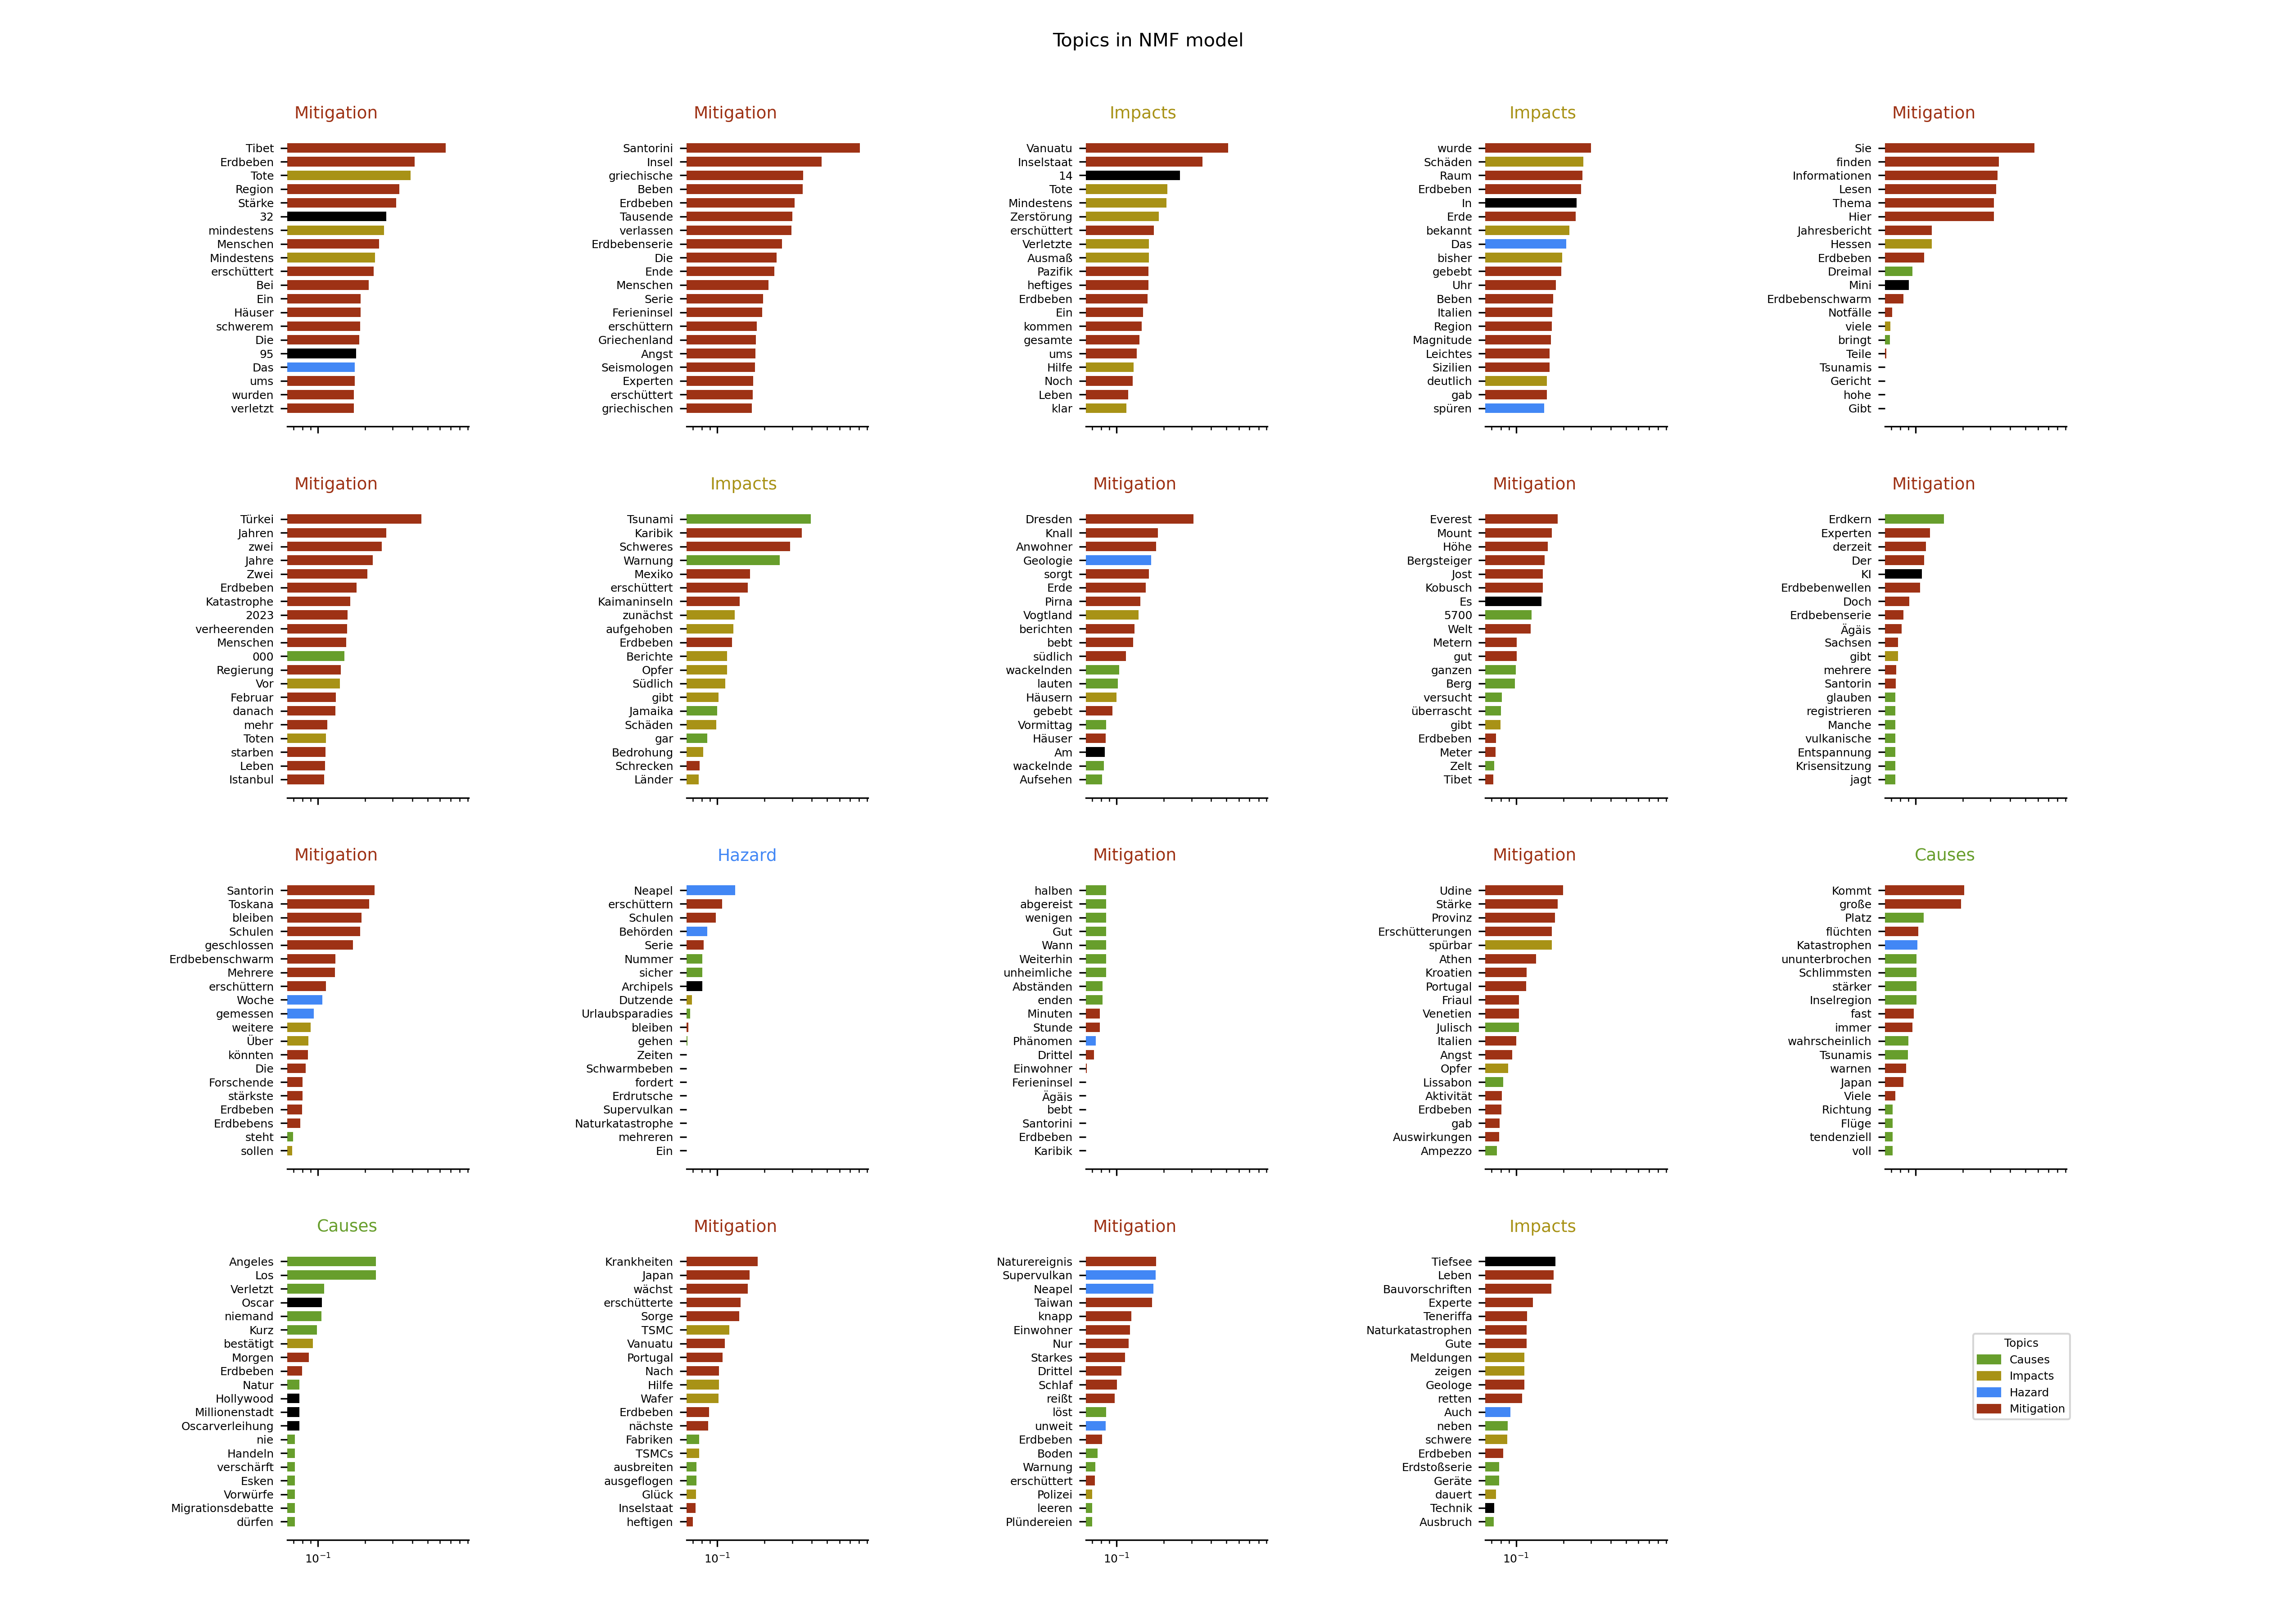 Topics in NMF model
Mitigation
Tibet
Erdbeben
Tote
Region
Stärke
32
mindestens
Menschen
Mindestens
erschüttert
Bei
Ein
Häuser
schwerem
Die
95
Das
ums
wurden
verletzt
Mitigation
Santorini
Insel
griechische
Beben
Erdbeben
Tausende
verlassen
Erdbebenserie
Die
Ende
Menschen
Serie
Ferieninsel
erschüttern
Griechenland
Angst
Seismologen
Experten
erschüttert
griechischen
Impacts
Vanuatu
Inselstaat
14
Tote
Mindestens
Zerstörung
erschüttert
Verletzte
Ausmaß
Pazifik
heftiges
Erdbeben
Ein
kommen
gesamte
ums
Hilfe
Noch
Leben
klar
Impacts
wurde
Schäden
Raum
Erdbeben
In
Erde
bekannt
Das
bisher
gebebt
Uhr
Beben
Italien
Region
Magnitude
Leichtes
Sizilien
deutlich
gab
spüren
Mitigation
Sie
finden
Informationen
Lesen
Thema
Hier
Jahresbericht
Hessen
Erdbeben
Dreimal
Mini
Erdbebenschwarm
Notfälle
viele
bringt
Teile
Tsunamis
Gericht
hohe
Gibt
Mitigation
Türkei
Jahren
zwei
Jahre
Zwei
Erdbeben
Katastrophe
2023
verheerenden
Menschen
000
Regierung
Vor
Februar
danach
mehr
Toten
starben
Leben
Istanbul
Impacts
Tsunami
Karibik
Schweres
Warnung
Mexiko
erschüttert
Kaimaninseln
zunächst
aufgehoben
Erdbeben
Berichte
Opfer
Südlich
gibt
Jamaika
Schäden
gar
Bedrohung
Schrecken
Länder
Mitigation
Dresden
Knall
Anwohner
Geologie
sorgt
Erde
Pirna
Vogtland
berichten
bebt
südlich
wackelnden
lauten
Häusern
gebebt
Vormittag
Häuser
Am
wackelnde
Aufsehen
Mitigation
Everest
Mount
Höhe
Bergsteiger
Jost
Kobusch
Es
5700
Welt
Metern
gut
ganzen
Berg
versucht
überrascht
gibt
Erdbeben
Meter
Zelt
Tibet
Mitigation
Erdkern
Experten
derzeit
Der
KI
Erdbebenwellen
Doch
Erdbebenserie
Ägäis
Sachsen
gibt
mehrere
Santorin
glauben
registrieren
Manche
vulkanische
Entspannung
Krisensitzung
jagt
Mitigation
Santorin
Toskana
bleiben
Schulen
geschlossen
Erdbebenschwarm
Mehrere
erschüttern
Woche
gemessen
weitere
Über
könnten
Die
Forschende
stärkste
Erdbeben
Erdbebens
steht
sollen
Hazard
Neapel
erschüttern
Schulen
Behörden
Serie
Nummer
sicher
Archipels
Dutzende
Urlaubsparadies
bleiben
gehen
Zeiten
Schwarmbeben
fordert
Erdrutsche
Supervulkan
Naturkatastrophe
mehreren
Ein
Mitigation
halben
abgereist
wenigen
Gut
Wann
Weiterhin
unheimliche
Abständen
enden
Minuten
Stunde
Phänomen
Drittel
Einwohner
Ferieninsel
Ägäis
bebt
Santorini
Erdbeben
Karibik
Mitigation
Udine
Stärke
Provinz
Erschütterungen
spürbar
Athen
Kroatien
Portugal
Friaul
Venetien
Julisch
Italien
Angst
Opfer
Lissabon
Aktivität
Erdbeben
gab
Auswirkungen
Ampezzo
Causes
Kommt
große
Platz
flüchten
Katastrophen
ununterbrochen
Schlimmsten
stärker
Inselregion
fast
immer
wahrscheinlich
Tsunamis
warnen
Japan
Viele
Richtung
Flüge
tendenziell
voll
Causes
Angeles
Los
Verletzt
Oscar
niemand
Kurz
bestätigt
Morgen
Erdbeben
Natur
Hollywood
Millionenstadt
Oscarverleihung
nie
Handeln
verschärft
Esken
Vorwürfe
Migrationsdebatte
dürfen
10⁻¹
Mitigation
Krankheiten
Japan
wächst
erschütterte
Sorge
TSMC
Vanuatu
Portugal
Nach
Hilfe
Wafer
Erdbeben
nächste
Fabriken
TSMCs
ausbreiten
ausgeflogen
Glück
Inselstaat
heftigen
10⁻¹
Mitigation
Naturereignis
Supervulkan
Neapel
Taiwan
knapp
Einwohner
Nur
Starkes
Drittel
Schlaf
reißt
löst
unweit
Erdbeben
Boden
Warnung
erschüttert
Polizei
leeren
Plündereien
10⁻¹
Impacts
Tiefsee
Leben
Bauvorschriften
Experte
Teneriffa
Naturkatastrophen
Gute
Meldungen
zeigen
Geologe
retten
Auch
neben
schwere
Erdbeben
Erdstoßserie
Geräte
dauert
Technik
Ausbruch
10⁻¹
Topics
Causes
Impacts
Hazard
Mitigation